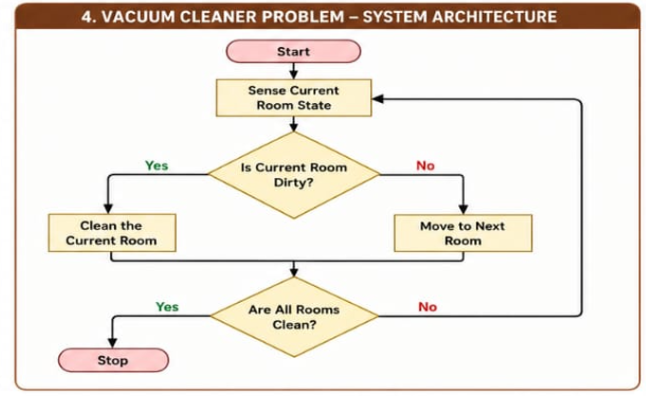 4. VACUUM CLEANER PROBLEM – SYSTEM ARCHITECTURE
Start
Sense Current
Room State
Is Current Room
Dirty?
Yes
No
Clean the
Current Room
Move to Next
Room
Are All Rooms
Clean?
Yes
No
Stop